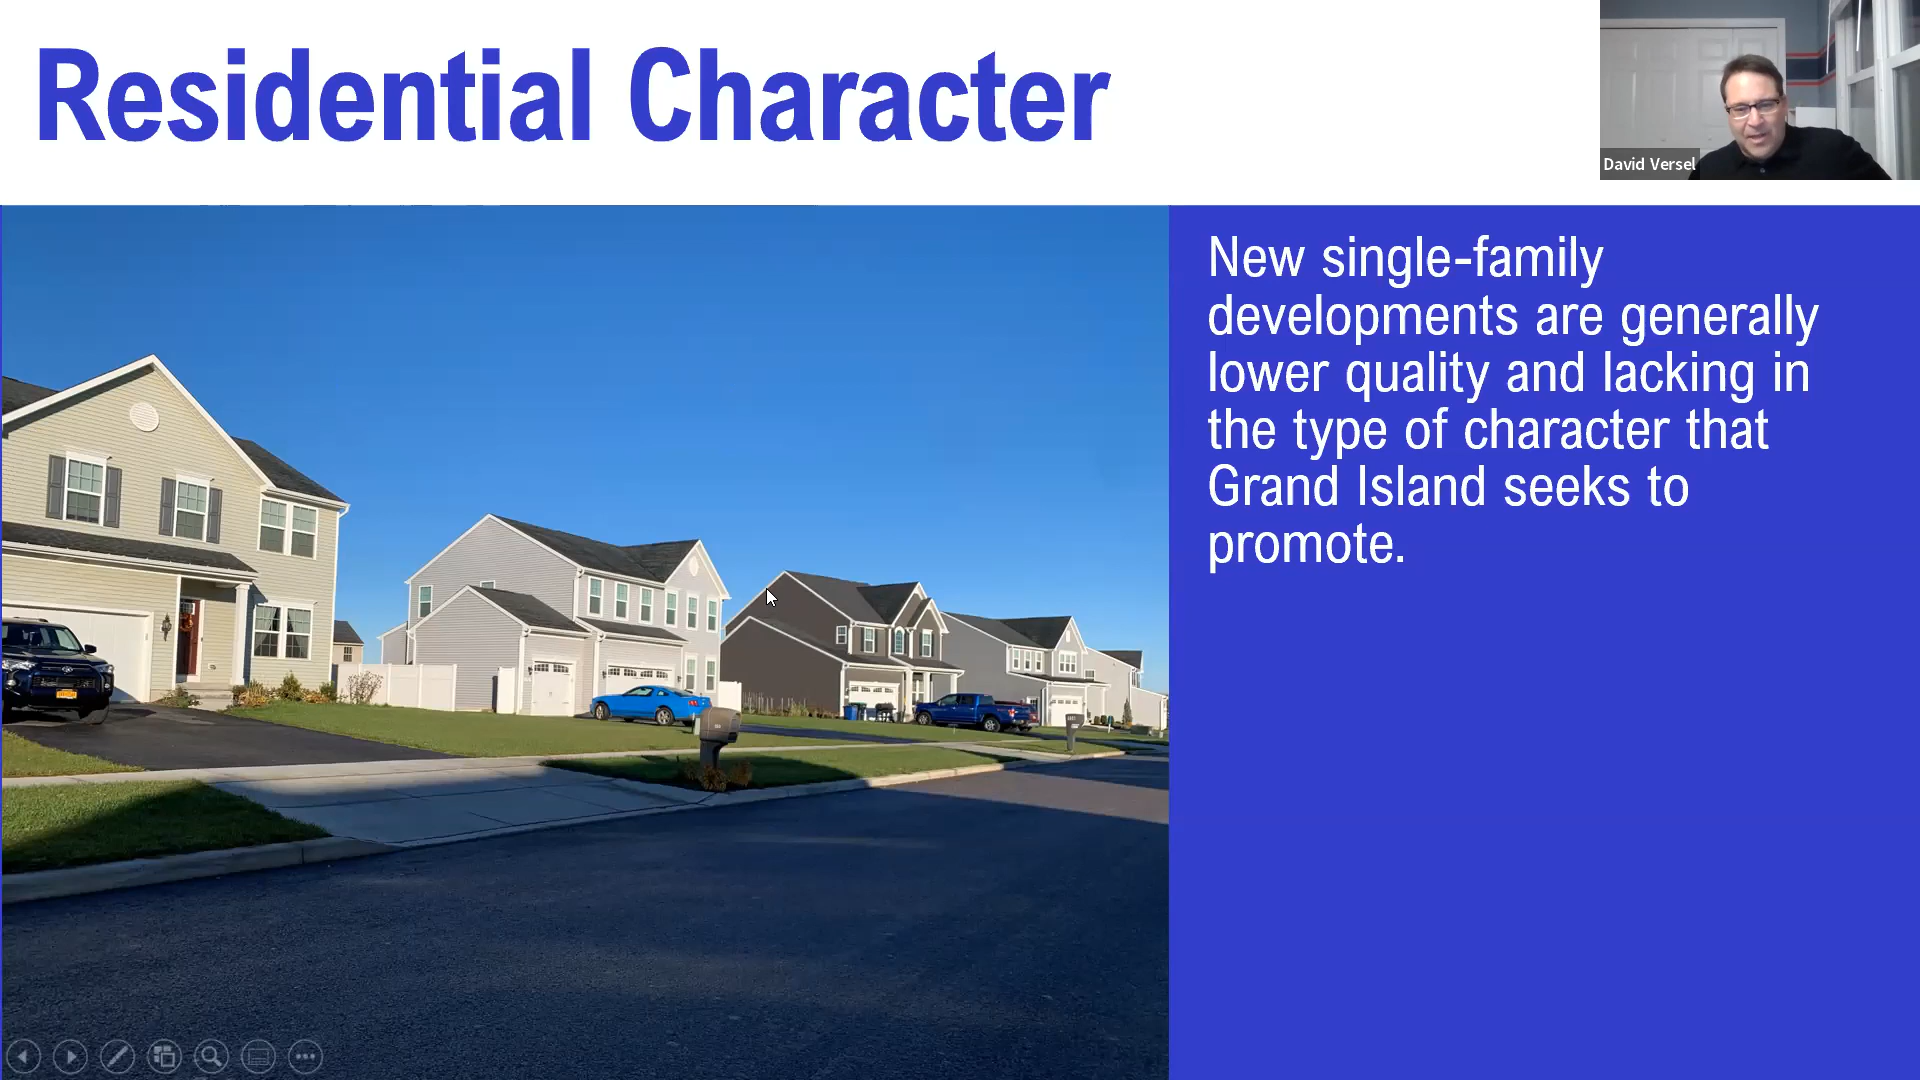 Residential Character
David Versel
New single-family
developments are generally
lower quality and lacking in
the type of character that
Grand Island seeks to
promote.